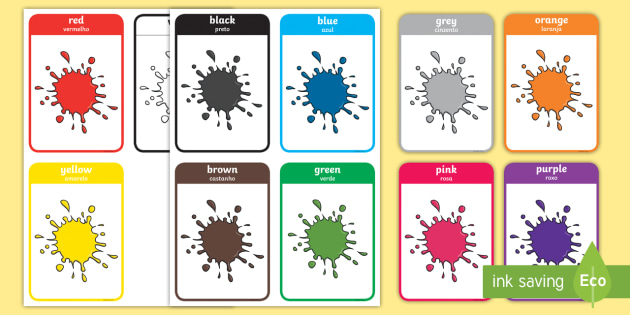 red
vermelho
black
preto
blue
azul
grey
cinzento
orange
laranja
yellow
amarelo
brown
castanho
green
verde
pink
rosa
purple
roxo
ink saving
Eco